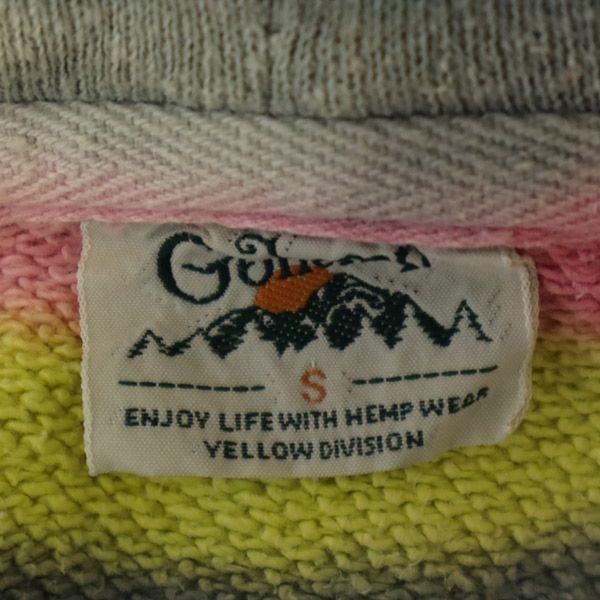 S
ENJOY LIFE WITH HEMP WEAR
YELLOW DIVISION